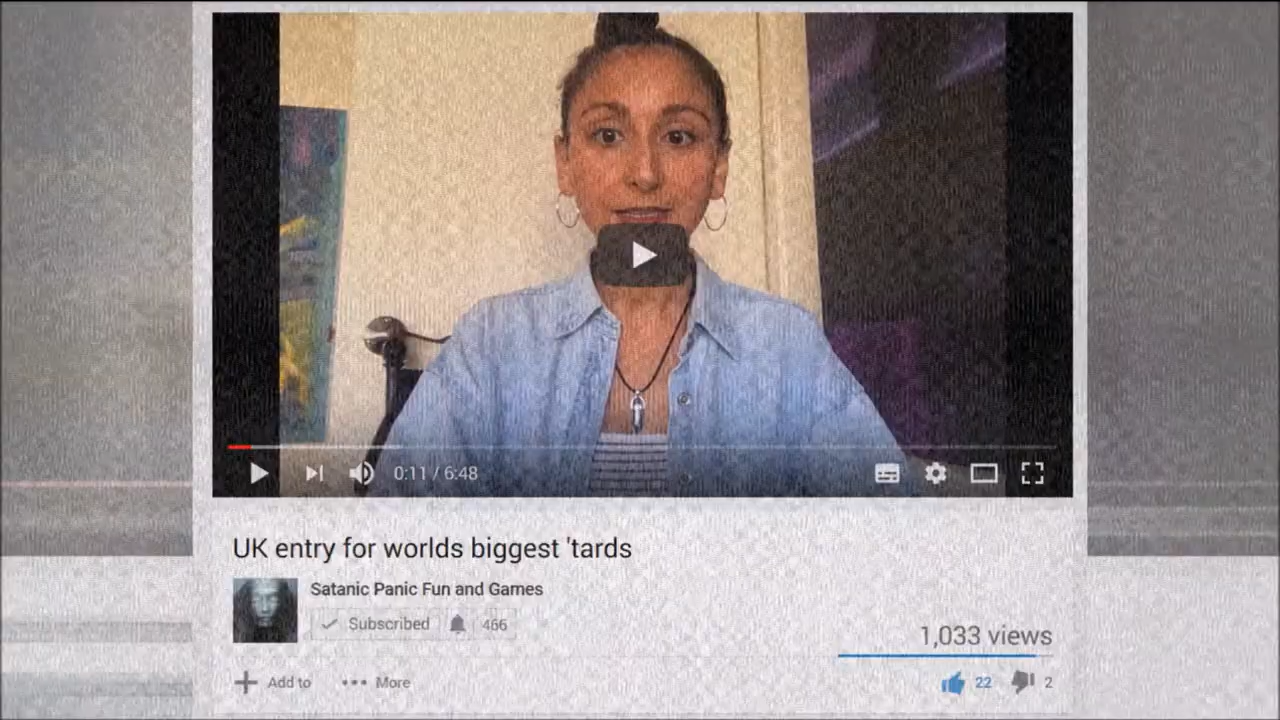 0:11 / 6:48
UK entry for worlds biggest 'tards
Satanic Panic Fun and Games
Subscribed 466
1,033 views
Add to More
22 2